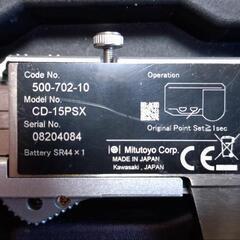 Code No.
500-702-10
Model No.
CD-15PSX
Serial No.
08204084
Battery SR44×1
Operation
Original Point Set≧1sec
Mitutoyo Corp.
MADE IN JAPAN
Kawasaki, JAPAN
CE